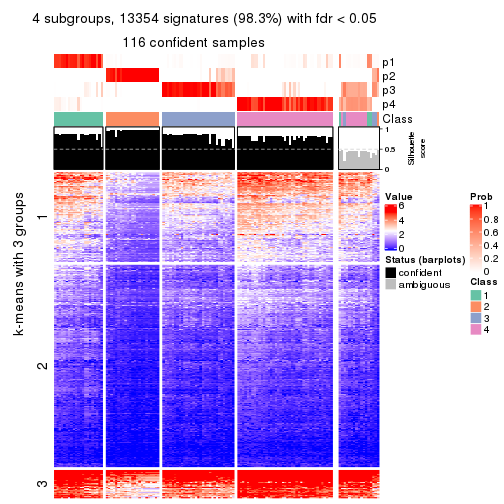 4 subgroups, 13354 signatures (98.3%) with fdr < 0.05
116 confident samples
p1
p2
p3
p4
Class
1
0.5
0
Silhouette
score
k-means with 3 groups
1
2
3
Value
6
4
2
0
Status (barplots)
confident
ambiguous
Prob
1
0.8
0.6
0.4
0.2
0
Class
1
2
3
4